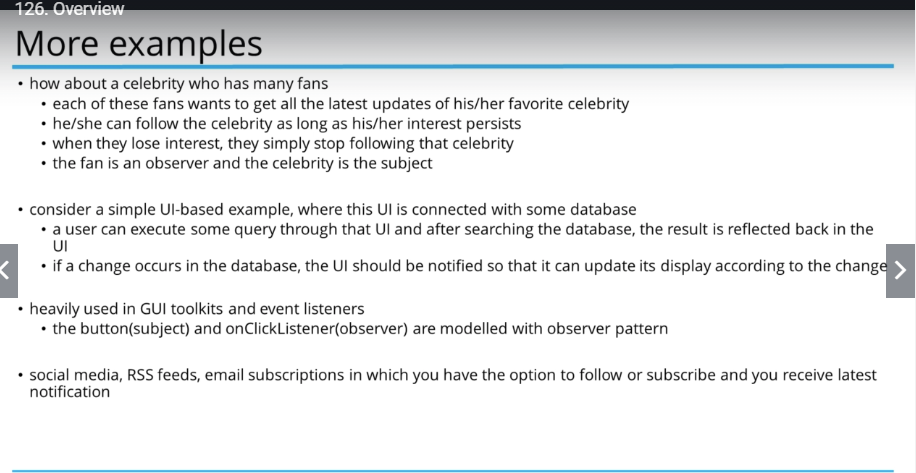 126. Overview
More examples
• how about a celebrity who has many fans
• each of these fans wants to get all the latest updates of his/her favorite celebrity
• he/she can follow the celebrity as long as his/her interest persists
• when they lose interest, they simply stop following that celebrity
• the fan is an observer and the celebrity is the subject
• consider a simple UI-based example, where this UI is connected with some database
• a user can execute some query through that UI and after searching the database, the result is reflected back in the
UI
• if a change occurs in the database, the UI should be notified so that it can update its display according to the change
• heavily used in GUI toolkits and event listeners
• the button(subject) and onClickListener(observer) are modelled with observer pattern
• social media, RSS feeds, email subscriptions in which you have the option to follow or subscribe and you receive latest
notification